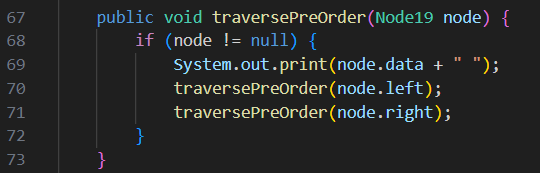 67 public void traversePreOrder(Node19 node) {
68 if (node != null) {
69 System.out.print(node.data + " ");
70 traversePreOrder(node.left);
71 traversePreOrder(node.right);
72 }
73 }